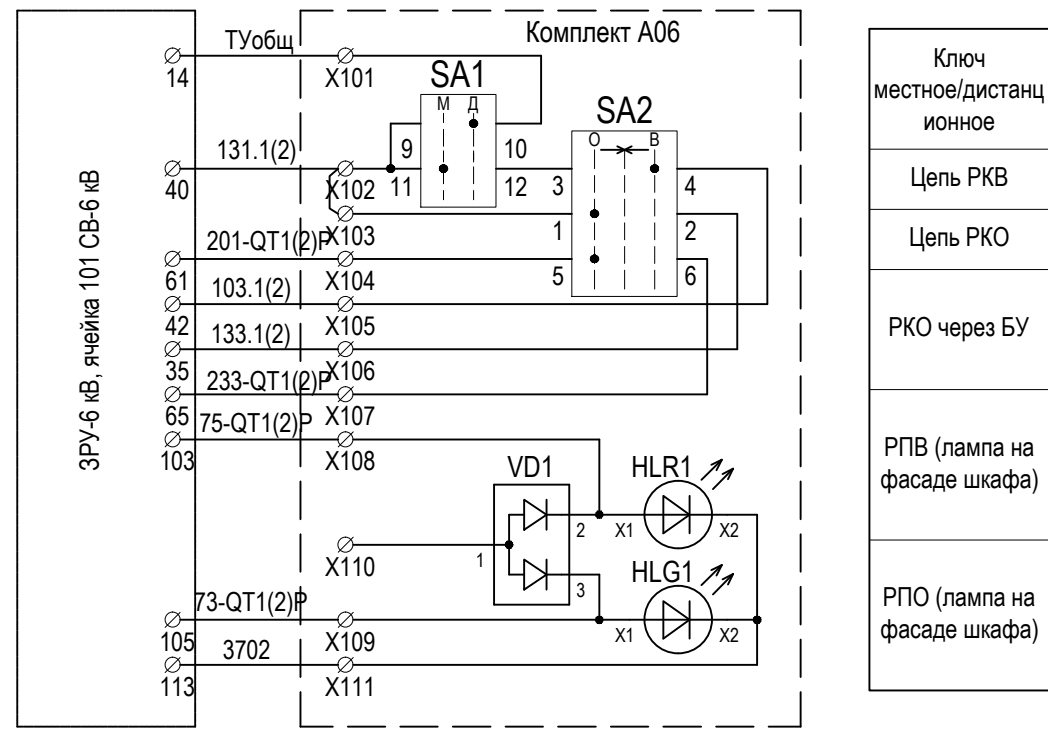 Комплект А06
ТУобщ
14
X101
SA1
М Д
SA2
О В
131.1(2)
9
10
40
X102
11
12
3
4
X103
1
2
201-QT1(2)Р
61
X104
5
6
103.1(2)
42
X105
133.1(2)
35
X106
233-QT1(2)Р
65
X107
75-QT1(2)Р
103
X108
VD1
HLR1
2
X1
X2
1
X110
HLG1
3
73-QT1(2)Р
X1
X2
105
X109
3702
113
X111
ЗРУ-6 кВ, ячейка 101 СВ-6 кВ
Ключ
местное/дистанц
ионное
Цепь РКВ
Цепь РКО
РКО через БУ
РПВ (лампа на
фасаде шкафа)
РПО (лампа на
фасаде шкафа)